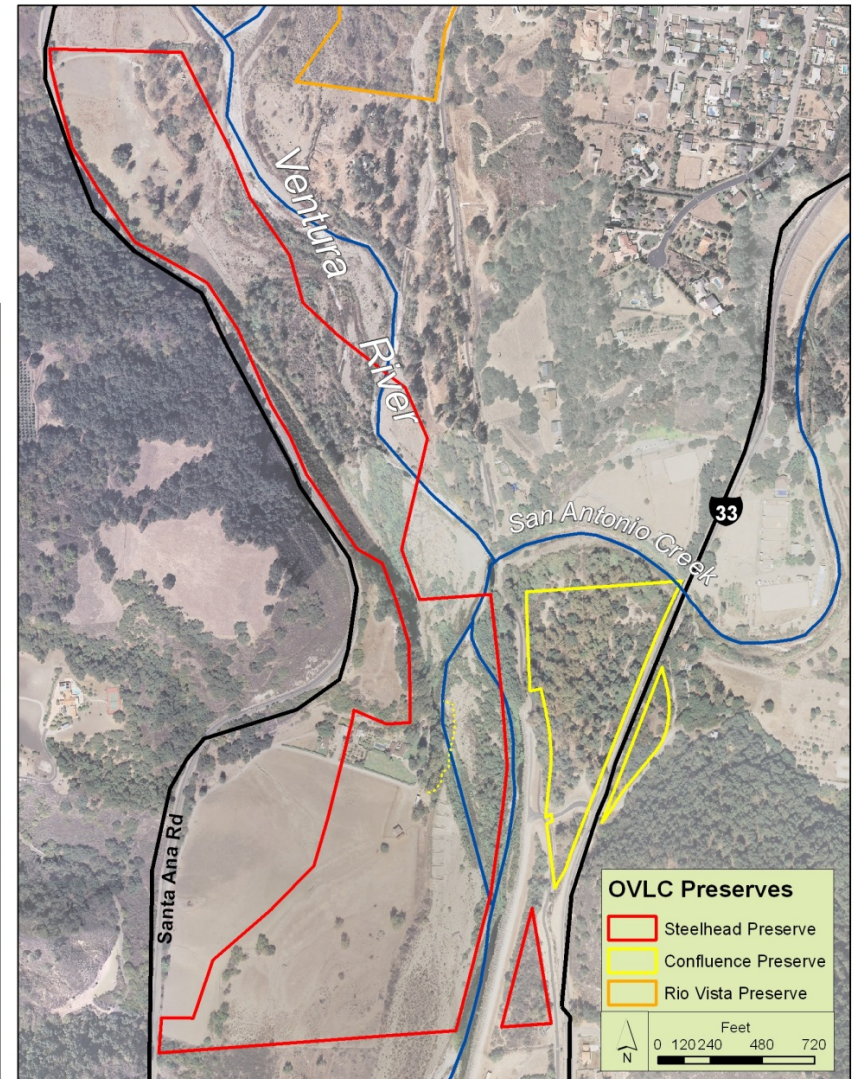 Ventura
River
San Antonio Creek
33
Santa Ana Rd
OVLC Preserves
Steelhead Preserve
Confluence Preserve
Rio Vista Preserve
N
Feet
0 120 240 480 720